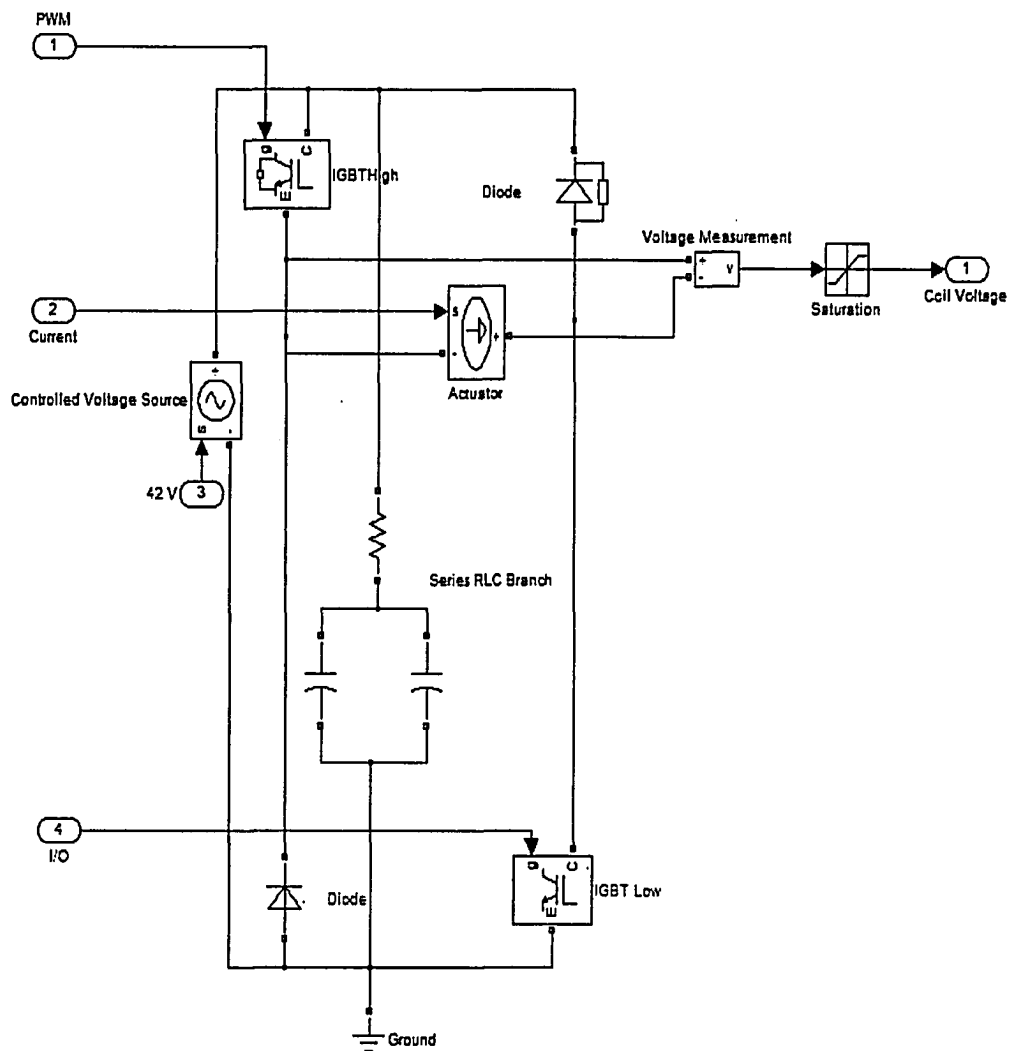 PWM
1
g
C
E
IGBTHigh
Diode
Voltage Measurement
+
-
v
Saturation
1
Coil Voltage
2
Current
s
+
-
Actuator
Controlled Voltage Source
+
s
-
42 V
3
Series RLC Branch
4
I/O
g
C
E
IGBT Low
Diode
Ground